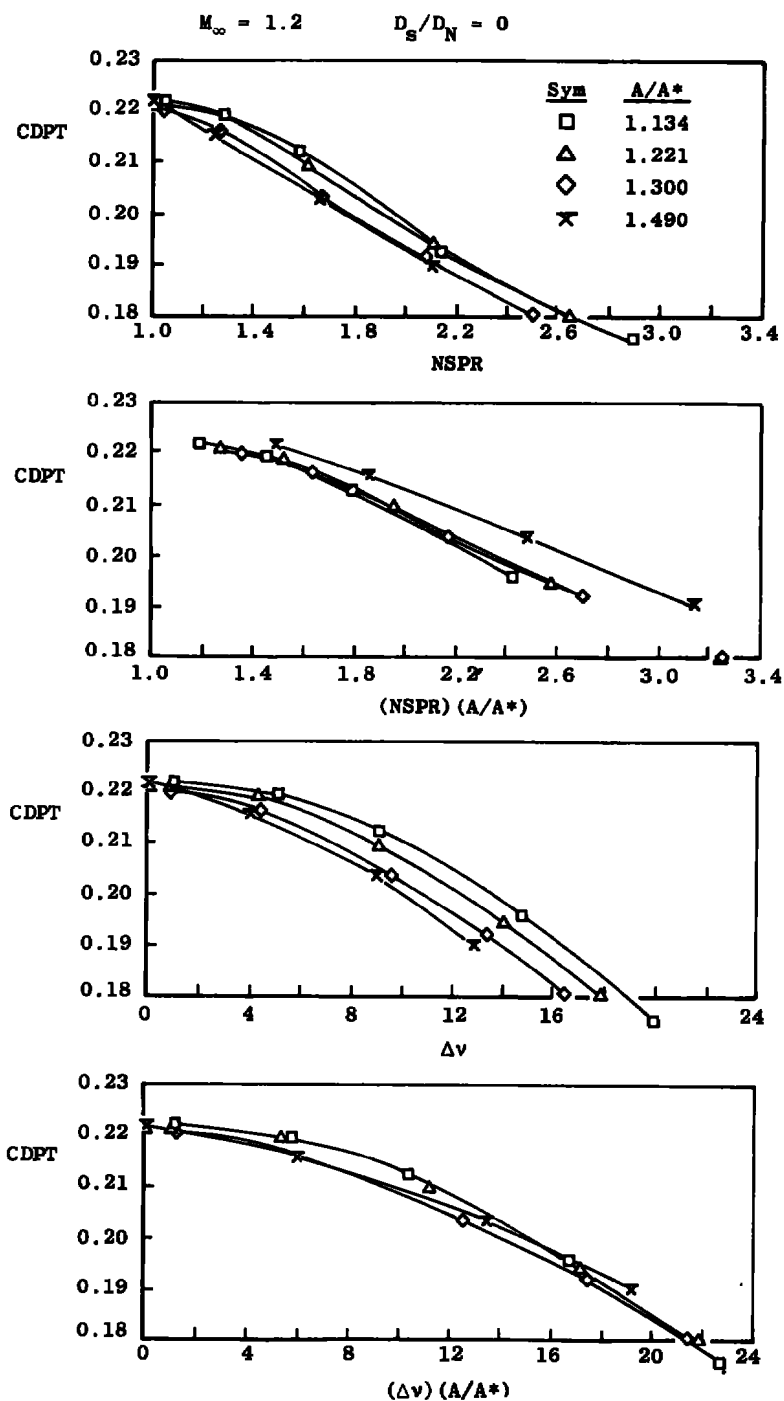 M∞ = 1.2 D_s/D_N = 0
0.23
0.22
CDPT
0.21
0.20
0.19
0.18
Sym A/A*
□ 1.134
△ 1.221
◇ 1.300
1.490
1.0 1.4 1.8 2.2 2.6 3.0 3.4
NSPR
0.23
CDPT
0.22
0.21
0.20
0.19
0.18
1.0 1.4 1.8 2.2 2.6 3.0 3.4
(NSPR)(A/A*)
0.23
CDPT
0.22
0.21
0.20
0.19
0.18
0 4 8 12 16 24
Δν
0.23
CDPT
0.22
0.21
0.20
0.19
0.18
0 4 8 12 16 20 24
(Δν)(A/A*)